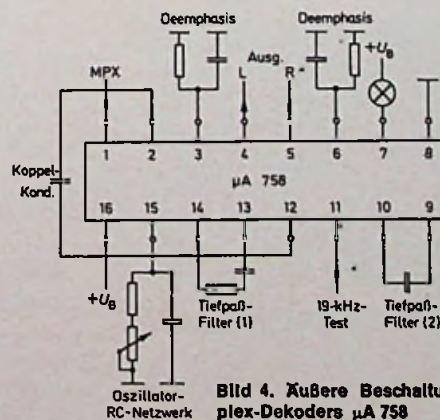 Deemphasis Deemphasis
MPX L Ausg. R +UB
1 2 3 4 5 6 7 8
Koppel-
Kond.
µA 758
16 15 14 13 12 11 10 9
+UB
Tiefpaß-
Filter (1)
19-kHz-
Test
Tiefpaß-
Filter (2)
Oszillator-
RC-Netzwerk
Bild 4. Äußere Beschaltu
plex-Dekoders µA 758